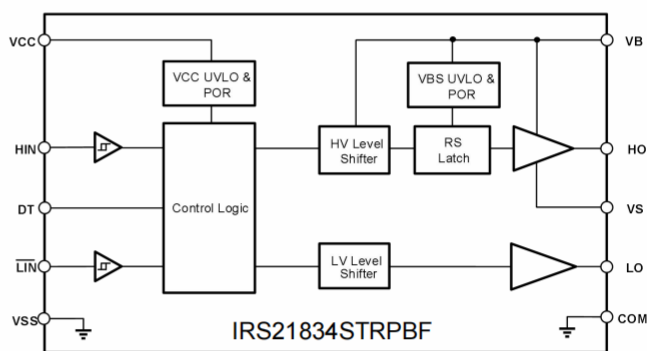 VCC
VB
VCC UVLO &
POR
VBS UVLO &
POR
HIN
HV Level
Shifter
RS
Latch
HO
DT
Control Logic
VS
LIN
LV Level
Shifter
LO
VSS
COM
IRS21834STRPBF